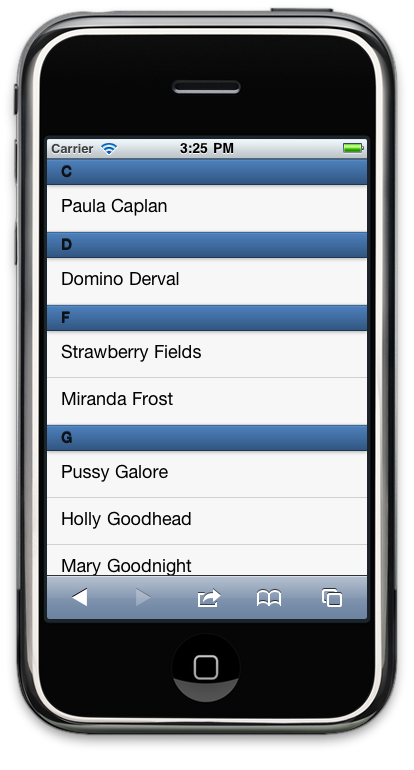 Carrier 3:25 PM
C
Paula Caplan
D
Domino Derval
F
Strawberry Fields
Miranda Frost
G
Pussy Galore
Holly Goodhead
Mary Goodnight